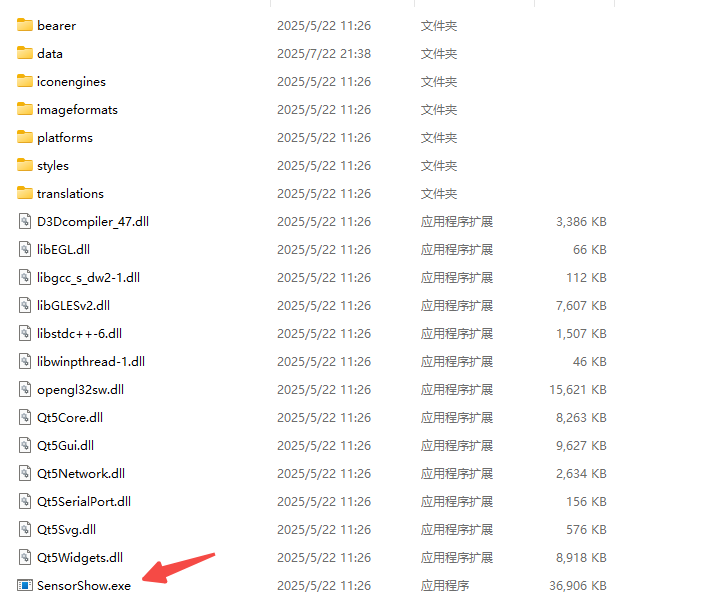 bearer 2025/5/22 11:26 文件夹
data 2025/7/22 21:38 文件夹
iconengines 2025/5/22 11:26 文件夹
imageformats 2025/5/22 11:26 文件夹
platforms 2025/5/22 11:26 文件夹
styles 2025/5/22 11:26 文件夹
translations 2025/5/22 11:26 文件夹
D3Dcompiler_47.dll 2025/5/22 11:26 应用程序扩展 3,386 KB
libEGL.dll 2025/5/22 11:26 应用程序扩展 66 KB
libgcc_s_dw2-1.dll 2025/5/22 11:26 应用程序扩展 112 KB
libGLESv2.dll 2025/5/22 11:26 应用程序扩展 7,607 KB
libstdc++-6.dll 2025/5/22 11:26 应用程序扩展 1,507 KB
libwinpthread-1.dll 2025/5/22 11:26 应用程序扩展 46 KB
opengl32sw.dll 2025/5/22 11:26 应用程序扩展 15,621 KB
Qt5Core.dll 2025/5/22 11:26 应用程序扩展 8,263 KB
Qt5Gui.dll 2025/5/22 11:26 应用程序扩展 9,627 KB
Qt5Network.dll 2025/5/22 11:26 应用程序扩展 2,634 KB
Qt5SerialPort.dll 2025/5/22 11:26 应用程序扩展 156 KB
Qt5Svg.dll 2025/5/22 11:26 应用程序扩展 576 KB
Qt5Widgets.dll 2025/5/22 11:26 应用程序扩展 8,918 KB
SensorShow.exe 2025/5/22 11:26 应用程序 36,906 KB